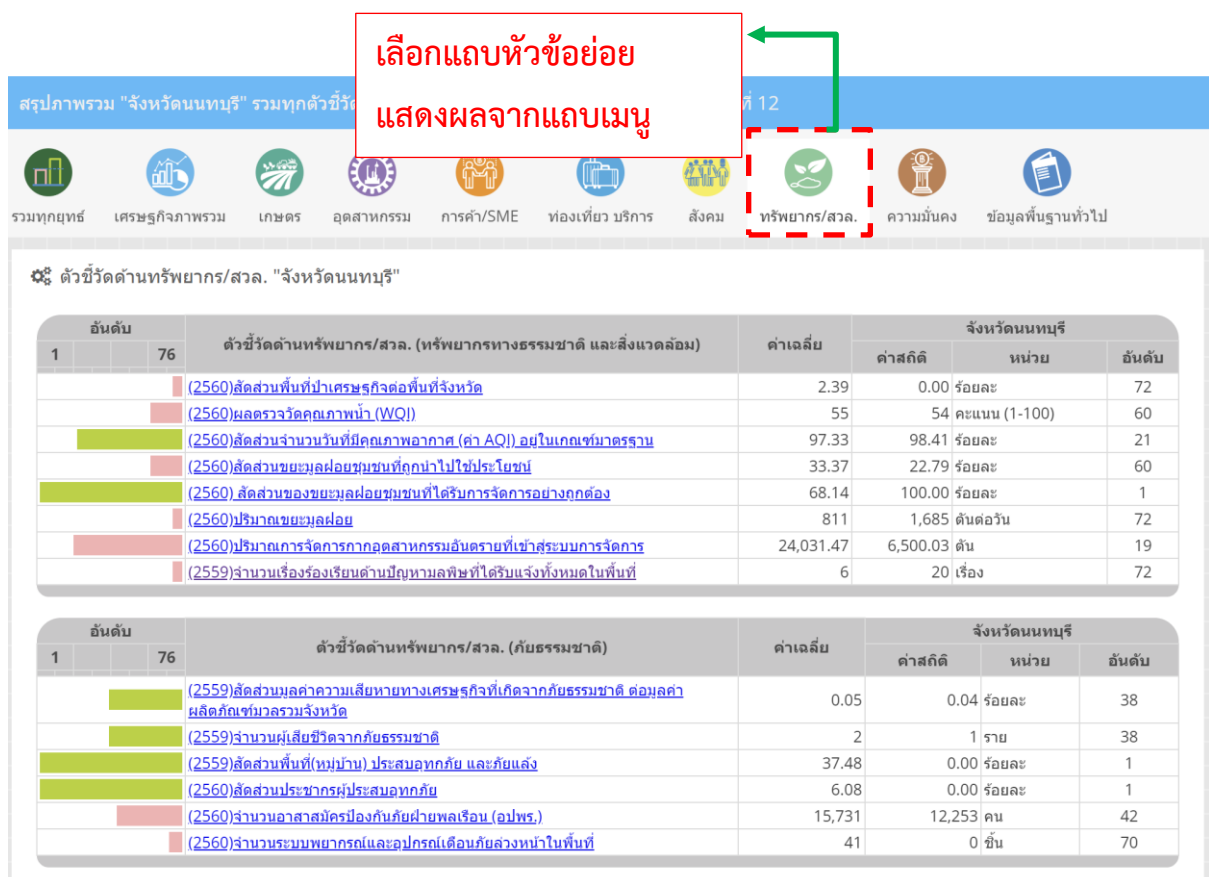 เลือกแถบหัวข้อย่อย
แสดงผลจากแถบเมนู
สรุปภาพรวม "จังหวัดนนทบุรี" รวมทุกตัวชี้วัด ที่ 12
รวมทุกยุทธ์ เศรษฐกิจภาพรวม เกษตร อุตสาหกรรม การค้า/SME ท่องเที่ยว บริการ สังคม ทรัพยากร/สวล. ความมั่นคง ข้อมูลพื้นฐานทั่วไป
ตัวชี้วัดด้านทรัพยากร/สวล. "จังหวัดนนทบุรี"
อันดับ ตัวชี้วัดด้านทรัพยากร/สวล. (ทรัพยากรทางธรรมชาติ และสิ่งแวดล้อม) ค่าเฉลี่ย จังหวัดนนทบุรี
1 76 ค่าสถิติ หน่วย อันดับ
(2560)สัดส่วนพื้นที่ป่าเศรษฐกิจต่อพื้นที่จังหวัด 2.39 0.00 ร้อยละ 72
(2560)ผลตรวจวัดคุณภาพน้ำ (WQI) 55 54 คะแนน (1-100) 60
(2560)สัดส่วนจำนวนวันที่มีคุณภาพอากาศ (ค่า AQI) อยู่ในเกณฑ์มาตรฐาน 97.33 98.41 ร้อยละ 21
(2560)สัดส่วนขยะมูลฝอยชุมชนที่ถูกนำไปใช้ประโยชน์ 33.37 22.79 ร้อยละ 60
(2560) สัดส่วนของขยะมูลฝอยชุมชนที่ได้รับการจัดการอย่างถูกต้อง 68.14 100.00 ร้อยละ 1
(2560)ปริมาณขยะมูลฝอย 811 1,685 ตันต่อวัน 72
(2560)ปริมาณการจัดการกากอุตสาหกรรมอันตรายที่เข้าสู่ระบบการจัดการ 24,031.47 6,500.03 ตัน 19
(2559)จำนวนเรื่องร้องเรียนด้านปัญหามลพิษที่ได้รับแจ้งทั้งหมดในพื้นที่ 6 20 เรื่อง 72
อันดับ ตัวชี้วัดด้านทรัพยากร/สวล. (ภัยธรรมชาติ) ค่าเฉลี่ย จังหวัดนนทบุรี
1 76 ค่าสถิติ หน่วย อันดับ
(2559)สัดส่วนมูลค่าความเสียหายทางเศรษฐกิจที่เกิดจากภัยธรรมชาติ ต่อมูลค่า
ผลิตภัณฑ์มวลรวมจังหวัด 0.05 0.04 ร้อยละ 38
(2559)จำนวนผู้เสียชีวิตจากภัยธรรมชาติ 2 1 ราย 38
(2559)สัดส่วนพื้นที่(หมู่บ้าน) ประสบอุทกภัย และภัยแล้ง 37.48 0.00 ร้อยละ 1
(2560)สัดส่วนประชากรผู้ประสบอุทกภัย 6.08 0.00 ร้อยละ 1
(2560)จำนวนอาสาสมัครป้องกันภัยฝ่ายพลเรือน (อปพร.) 15,731 12,253 คน 42
(2560)จำนวนระบบพยากรณ์และอุปกรณ์เตือนภัยล่วงหน้าในพื้นที่ 41 0 ชิ้น 70